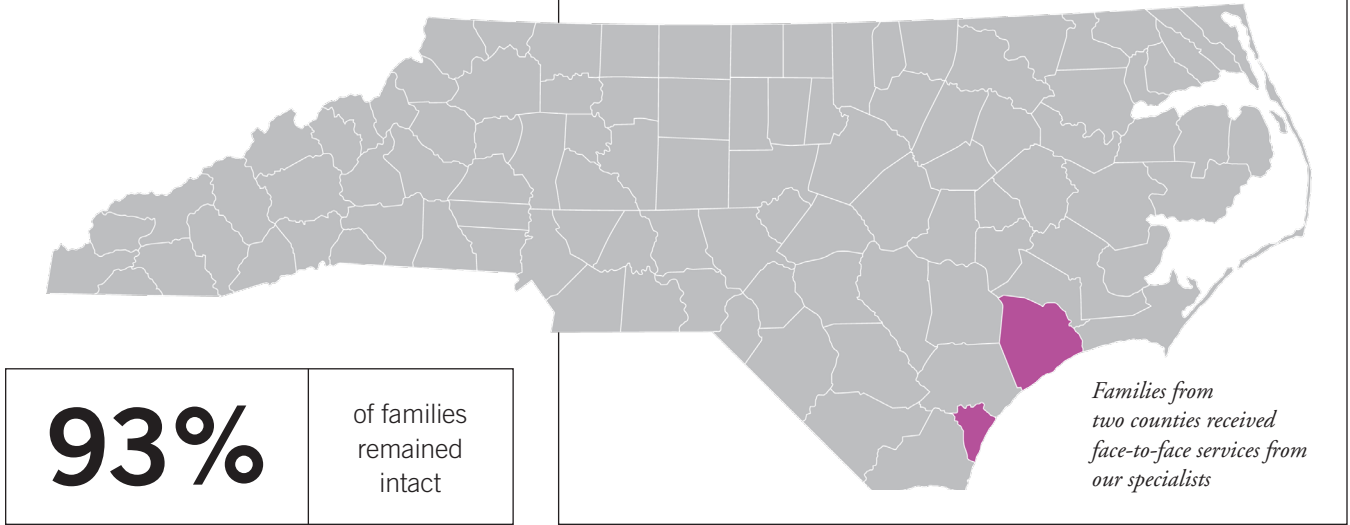 93%
of families
remained
intact
Families from
two counties received
face-to-face services from
our specialists